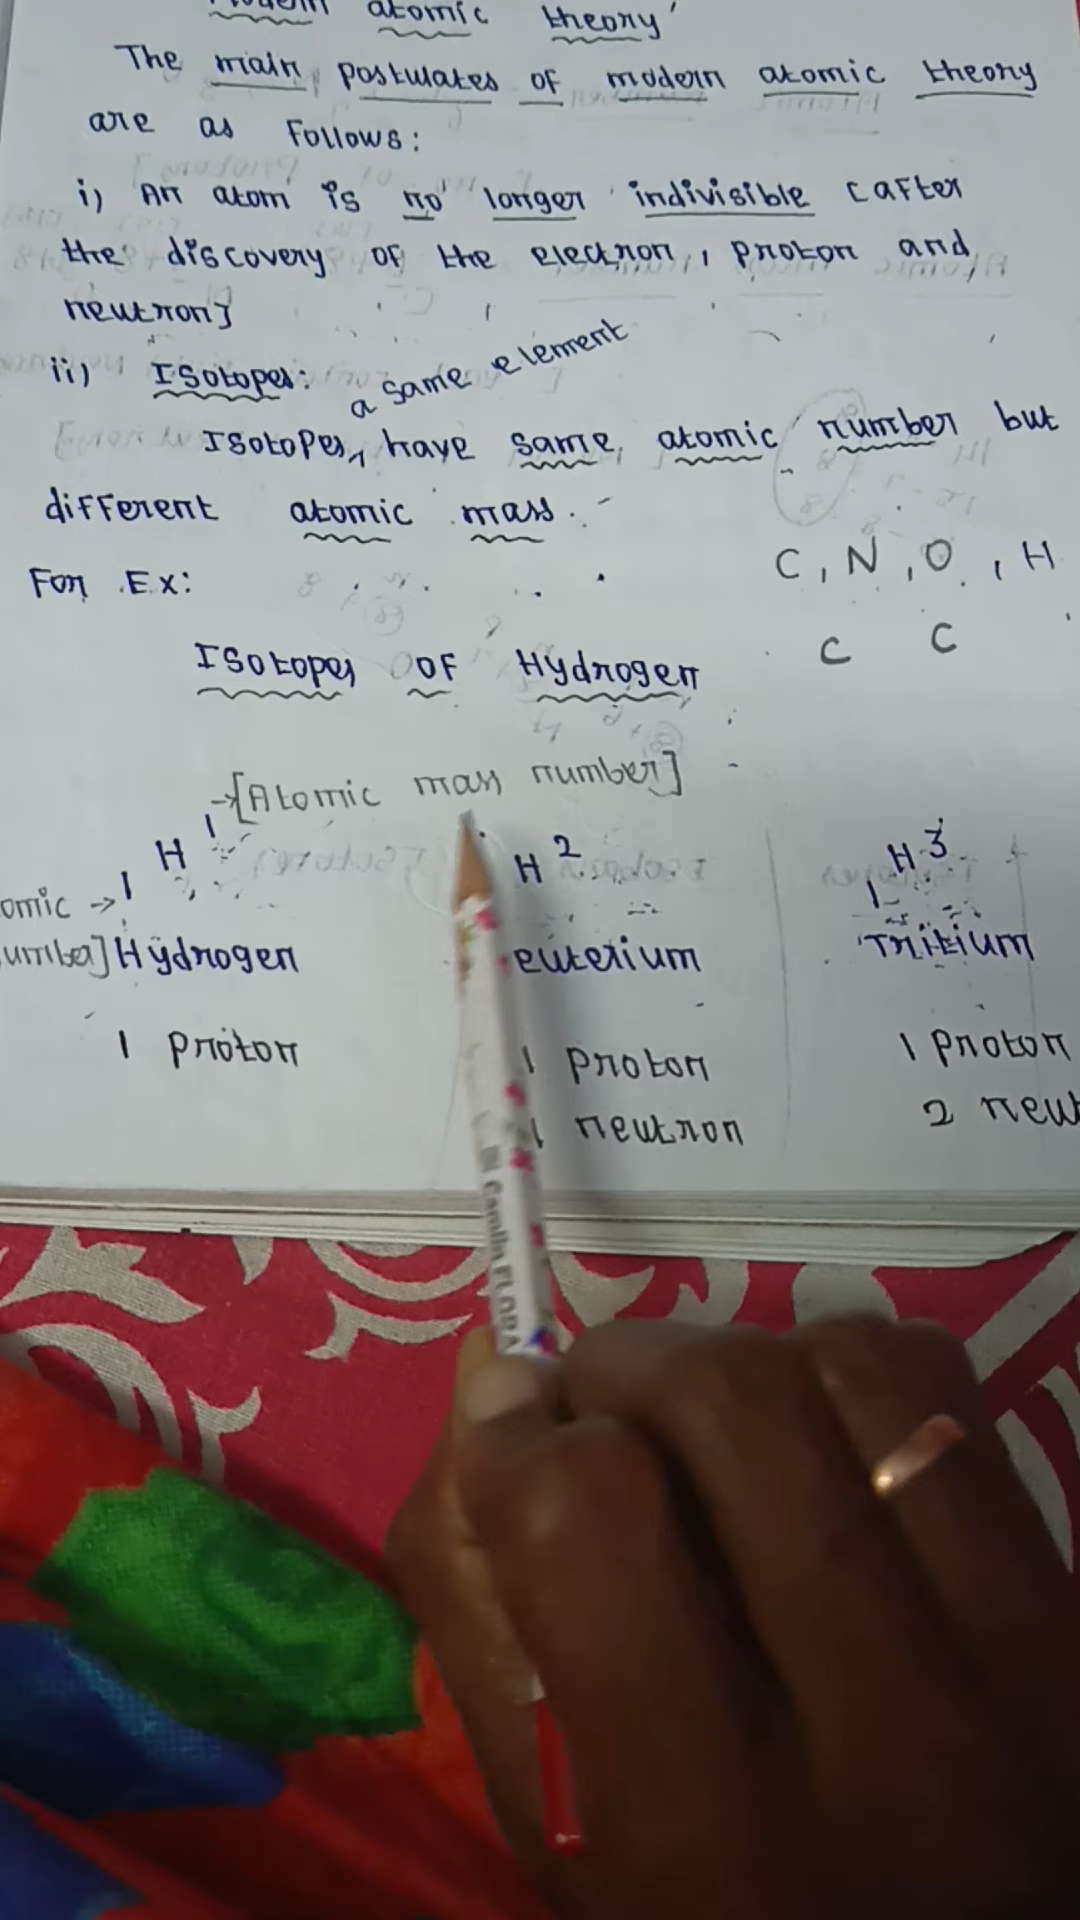 atomic theory
The main postulates of modern atomic theory
are as Follows:
i) An atom is no longer indivisible [after
the discovery of the electron, proton and
neutron]
ii) Isotopes:
a same element
Isotopes, have same atomic number but
different atomic mass.
C, N, O, H
For Ex:
C C
Isotopes of Hydrogen
→[Atomic mass number]
1 H 1 H 2 1 H 3
omic →
umber] Hydrogen euterium Tritium
1 proton 1 proton 1 proton
1 neutron 2 neut
Camlin FLORA